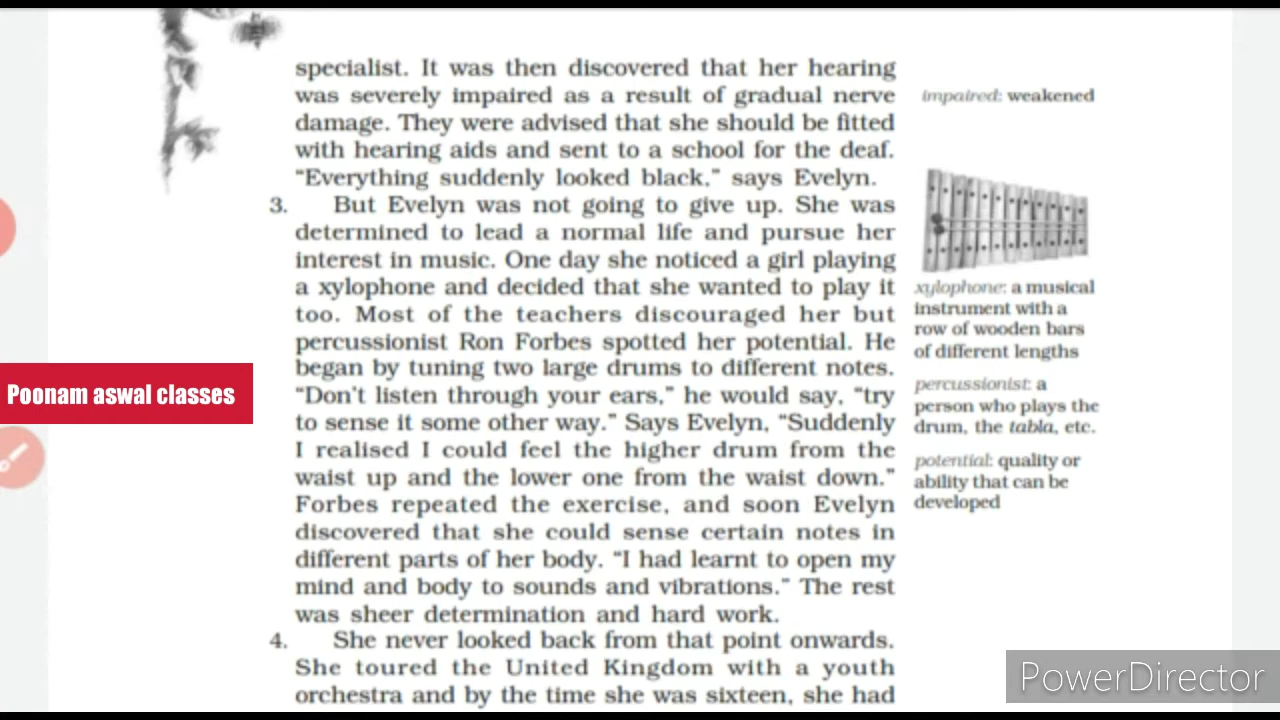 specialist. It was then discovered that her hearing
was severely impaired as a result of gradual nerve
damage. They were advised that she should be fitted
with hearing aids and sent to a school for the deaf.
“Everything suddenly looked black,” says Evelyn.
3. But Evelyn was not going to give up. She was
determined to lead a normal life and pursue her
interest in music. One day she noticed a girl playing
a xylophone and decided that she wanted to play it
too. Most of the teachers discouraged her but
percussionist Ron Forbes spotted her potential. He
began by tuning two large drums to different notes.
“Don't listen through your ears,” he would say, “try
to sense it some other way.” Says Evelyn, “Suddenly
I realised I could feel the higher drum from the
waist up and the lower one from the waist down.”
Forbes repeated the exercise, and soon Evelyn
discovered that she could sense certain notes in
different parts of her body. “I had learnt to open my
mind and body to sounds and vibrations.” The rest
was sheer determination and hard work.
4. She never looked back from that point onwards.
She toured the United Kingdom with a youth
orchestra and by the time she was sixteen, she had
impaired: weakened
xylophone: a musical
instrument with a
row of wooden bars
of different lengths
percussionist: a
person who plays the
drum, the tabla, etc.
potential: quality or
ability that can be
developed
Poonam aswal classes
PowerDirector